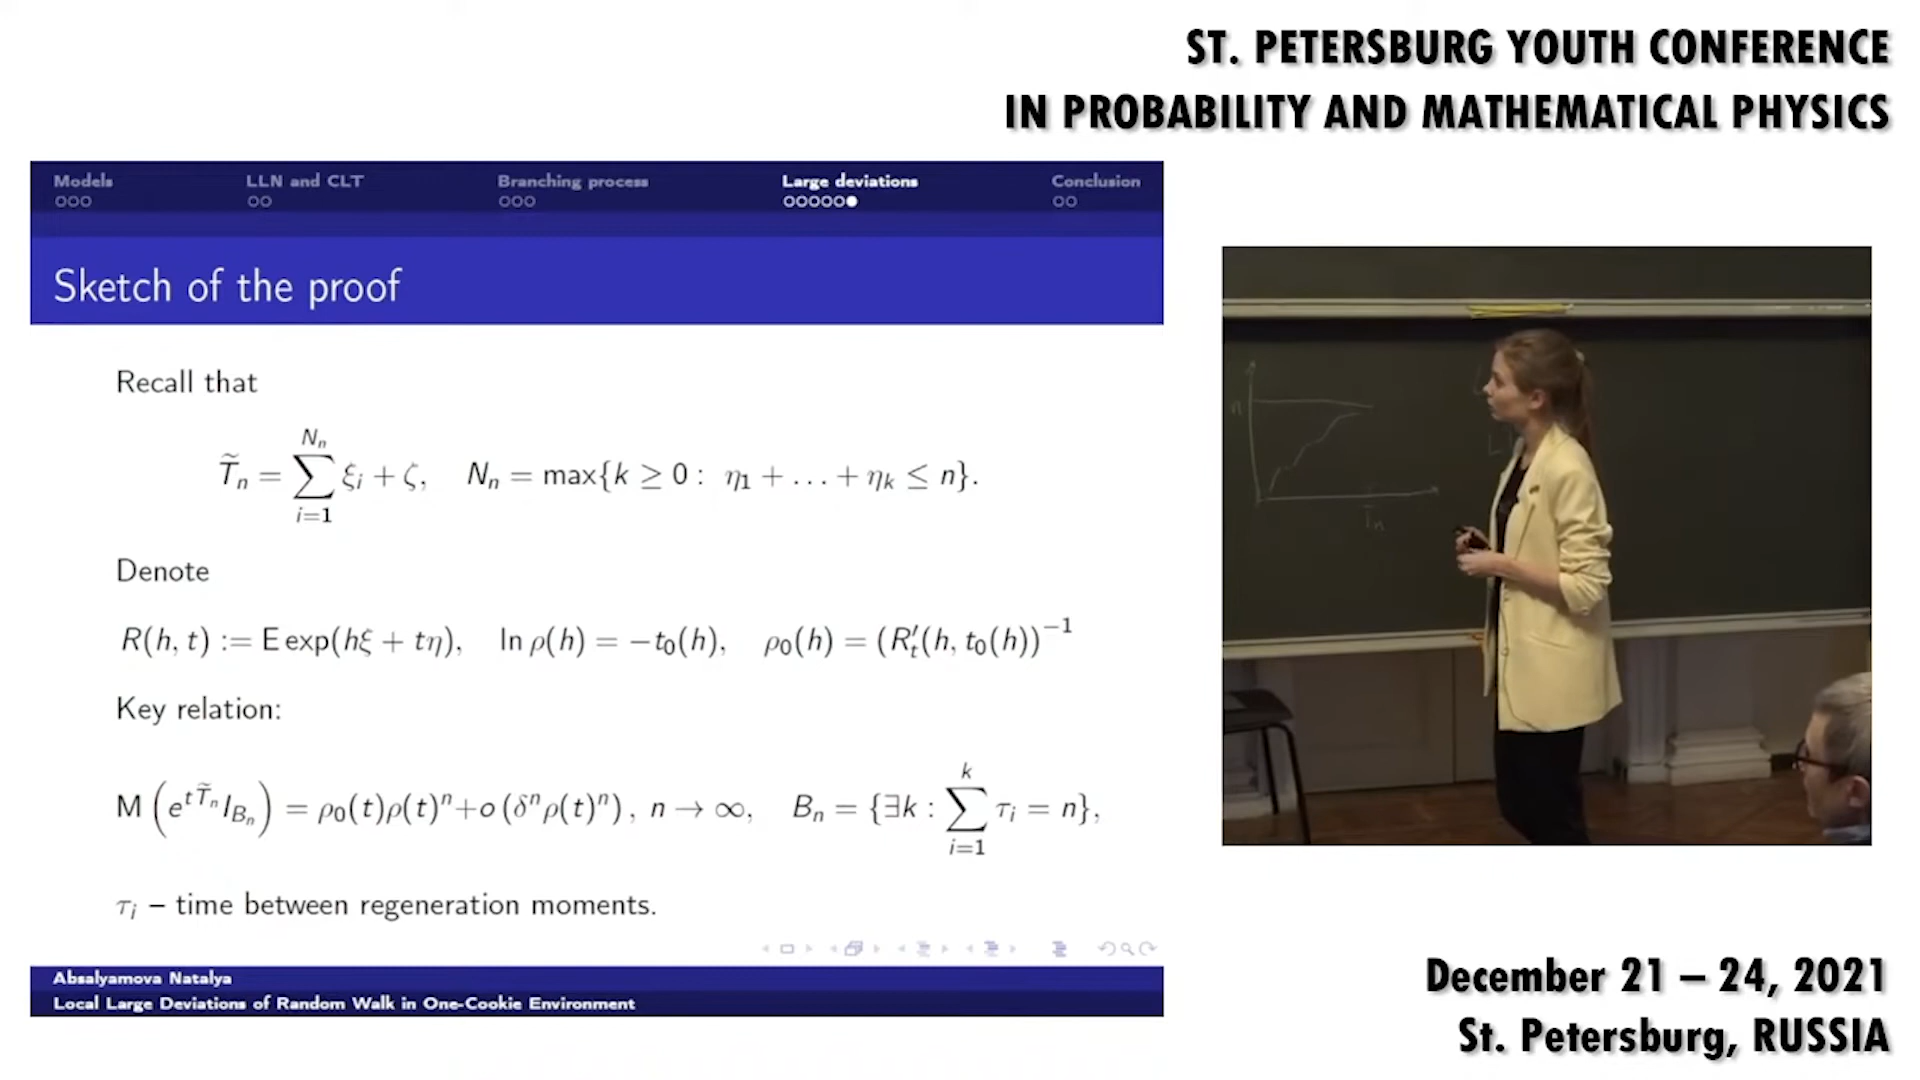 ST. PETERSBURG YOUTH CONFERENCE
IN PROBABILITY AND MATHEMATICAL PHYSICS
Models LLN and CLT Branching process Large deviations Conclusion
Sketch of the proof
Recall that
T̃_n = ∑_{i=1}^{N_n} ξ_i + ζ, N_n = max{k ≥ 0 : η_1 + … + η_k ≤ n}.
Denote
R(h, t) := E exp(hξ + tη), ln ρ(h) = −t_0(h), ρ_0(h) = (R'_t(h, t_0(h))^{−1}
Key relation:
M (e^{tT̃_n} I_{B_n}) = ρ_0(t)ρ(t)^n + o (δ^n ρ(t)^n), n → ∞, B_n = {∃k : ∑_{i=1}^{k} τ_i = n},
τ_i – time between regeneration moments.
Absalyamova Natalya
Local Large Deviations of Random Walk in One-Cookie Environment
n
T_n
December 21 – 24, 2021
St. Petersburg, RUSSIA